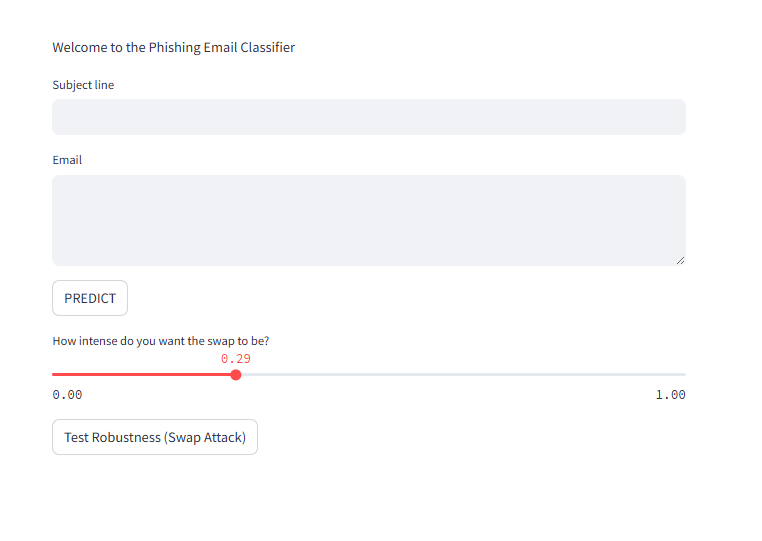 Welcome to the Phishing Email Classifier
Subject line
Email
PREDICT
How intense do you want the swap to be?
0.29
0.00 1.00
Test Robustness (Swap Attack)